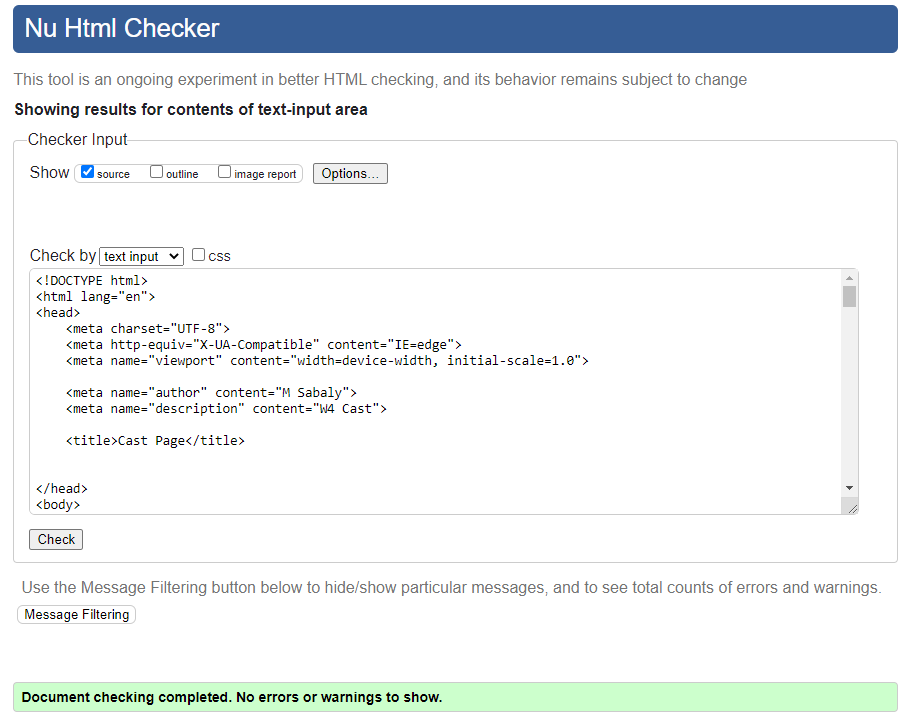 Nu Html Checker
This tool is an ongoing experiment in better HTML checking, and its behavior remains subject to change
Showing results for contents of text-input area
Checker Input
Show source outline image report Options...
Check by text input css
<!DOCTYPE html>
<html lang="en">
<head>
    <meta charset="UTF-8">
    <meta http-equiv="X-UA-Compatible" content="IE=edge">
    <meta name="viewport" content="width=device-width, initial-scale=1.0">
    <meta name="author" content="M Sabaly">
    <meta name="description" content="W4 Cast">
    <title>Cast Page</title>
</head>
<body>
Check
Use the Message Filtering button below to hide/show particular messages, and to see total counts of errors and warnings.
Message Filtering
Document checking completed. No errors or warnings to show.